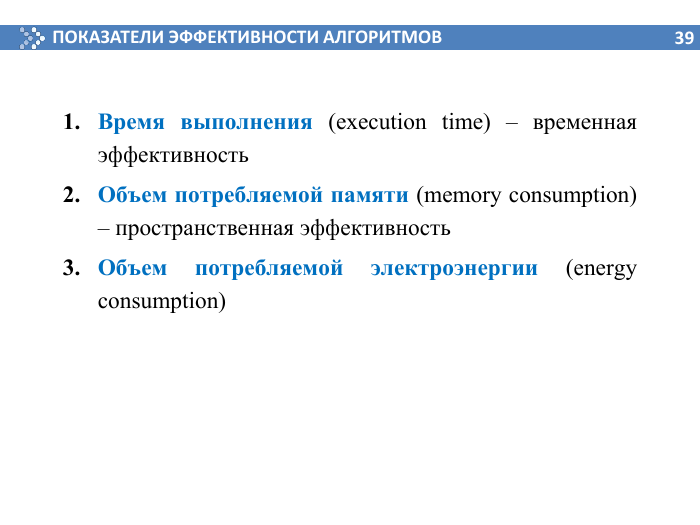 ПОКАЗАТЕЛИ ЭФФЕКТИВНОСТИ АЛГОРИТМОВ 39
1. Время выполнения (execution time) – временная
эффективность
2. Объем потребляемой памяти (memory consumption)
– пространственная эффективность
3. Объем потребляемой электроэнергии (energy
consumption)